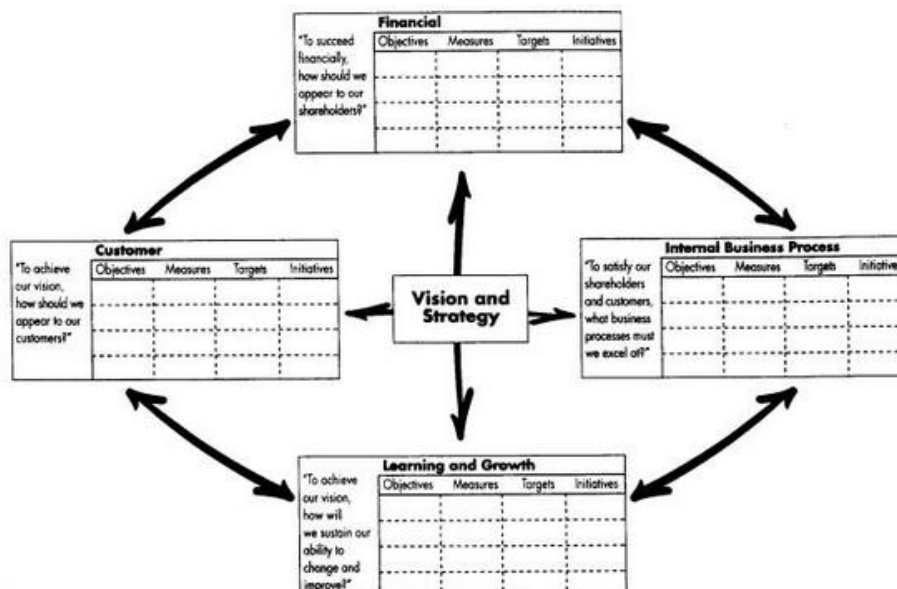 Financial
"To succeed
financially,
how should we
appear to our
shareholders?"
Objectives Measures Targets Initiatives
Customer
"To achieve
our vision,
how should we
appear to our
customers?"
Objectives Measures Targets Initiatives
Vision and
Strategy
Internal Business Process
"To satisfy our
shareholders
and customers,
what business
processes must
we excel at?"
Objectives Measures Targets Initiative
Learning and Growth
"To achieve
our vision,
how will
we sustain our
ability to
change and
improve?"
Objectives Measures Targets Initiatives